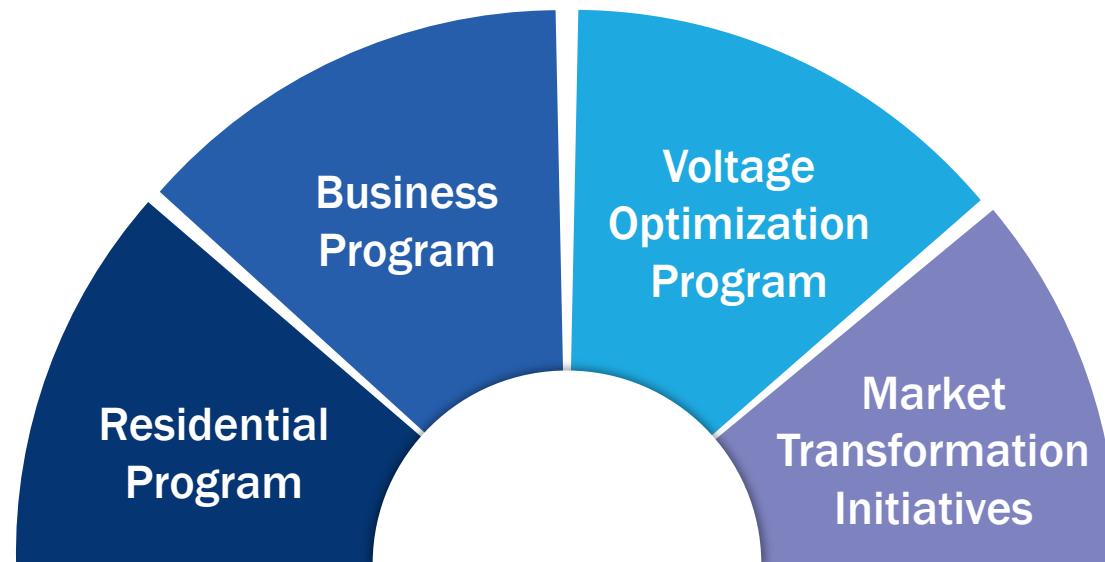 Residential
Program
Business
Program
Voltage
Optimization
Program
Market
Transformation
Initiatives